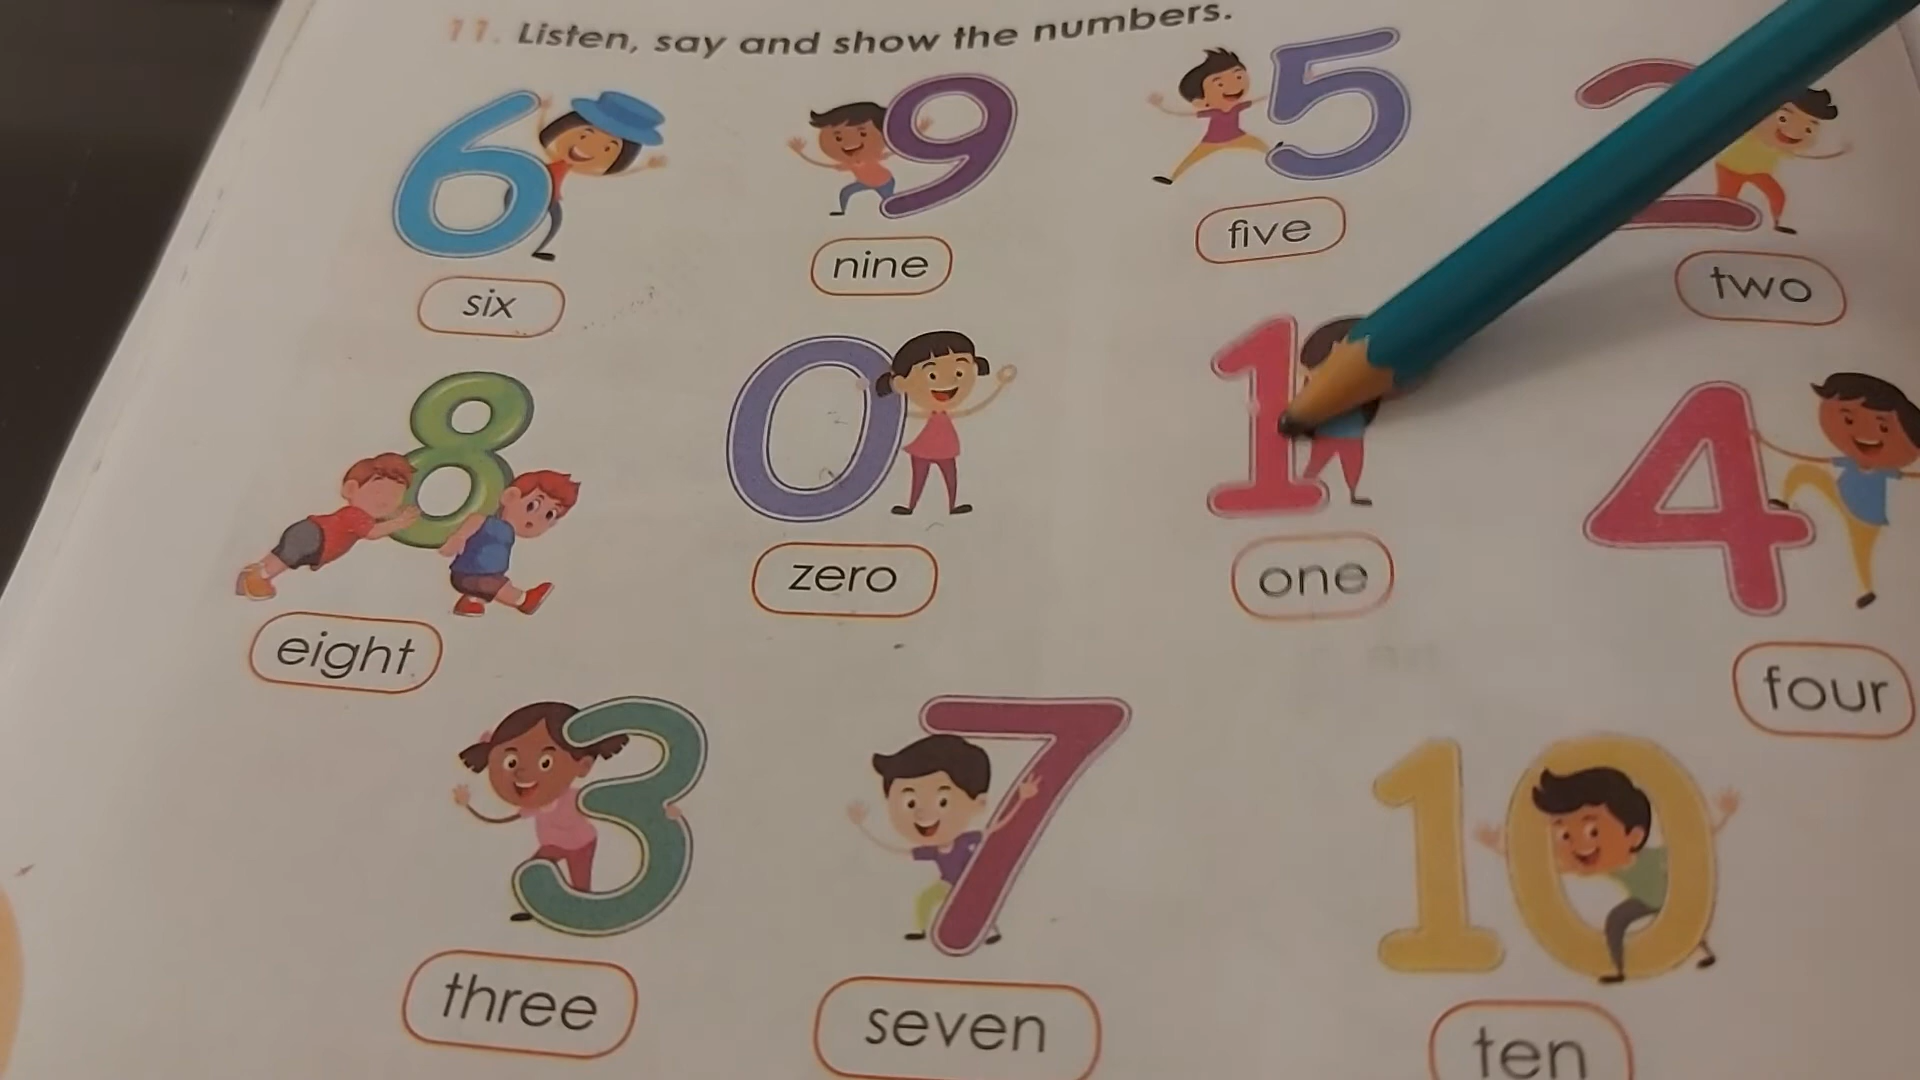 11. Listen, say and show the numbers.
6 9 5 2
six nine five two
8 0 1 4
eight zero one four
3 7 10
three seven ten